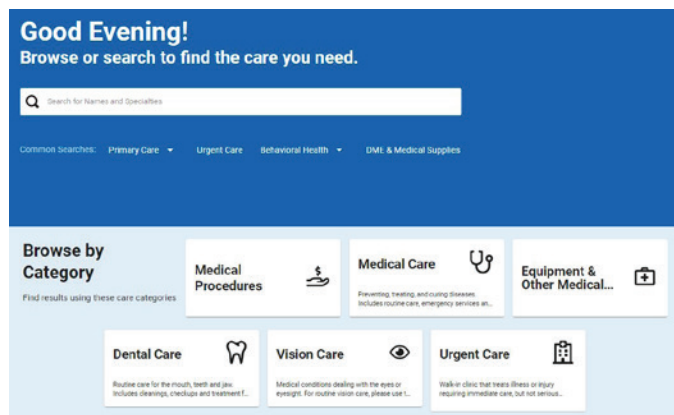 Good Evening!
Browse or search to find the care you need.
Search for Names and Specialties
Common Searches: Primary Care Urgent Care Behavioral Health DME & Medical Supplies
Browse by
Category
Find results using these care categories
Medical
Procedures
$
Medical Care
Preventing, treating, and curing diseases.
Includes routine care, emergency services an...
Equipment &
Other Medical...
Dental Care
Routine care for the mouth, teeth and jaw.
Includes cleanings, checkups and treatment f...
Vision Care
Medical conditions dealing with the eyes or
eyesight. For routine vision care, please use t...
Urgent Care
Walk-in clinic that treats illness or injury
requiring immediate care, but not serious...